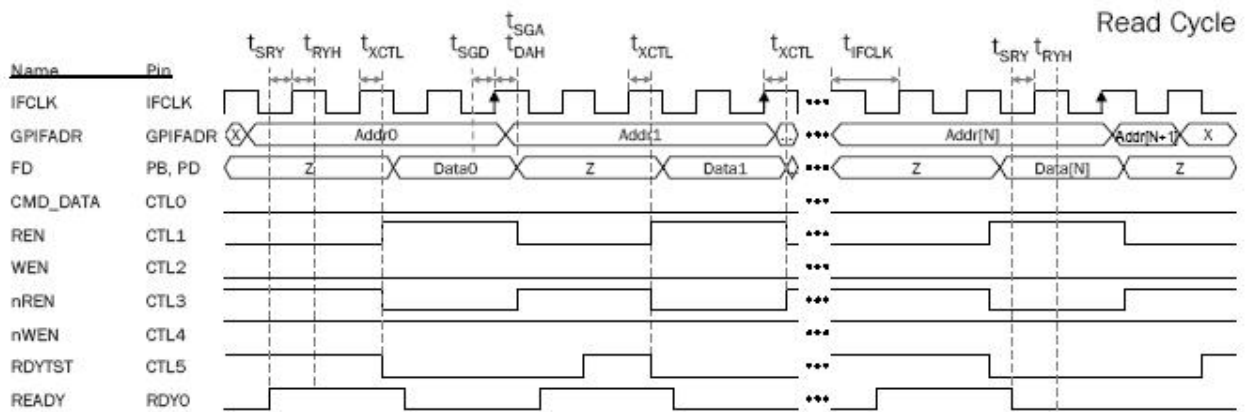 Read Cycle
tSRY tRYH tXCTL tSGD tSGA tDAH tXCTL tXCTL tIFCLK tSRY tRYH
Name Pin
IFCLK IFCLK
GPIFADR GPIFADR X Addr0 Addr1 ... Addr[N] Addr[N+1] X
FD PB, PD Z Data0 Z Data1 Z Data[N] Z
CMD_DATA CTL0
REN CTL1
WEN CTL2
nREN CTL3
nWEN CTL4
RDYTST CTL5
READY RDY0